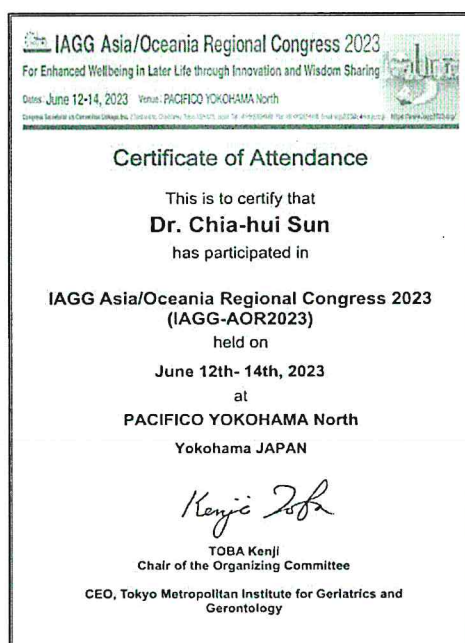 IAGG Asia/Oceania Regional Congress 2023
For Enhanced Wellbeing in Later Life through Innovation and Wisdom Sharing
Dates: June 12-14, 2023 Venue: PACIFICO YOKOHAMA North
Certificate of Attendance
This is to certify that
Dr. Chia-hui Sun
has participated in
IAGG Asia/Oceania Regional Congress 2023
(IAGG-AOR2023)
held on
June 12th- 14th, 2023
at
PACIFICO YOKOHAMA North
Yokohama JAPAN
Kenji Toba
TOBA Kenji
Chair of the Organizing Committee
CEO, Tokyo Metropolitan Institute for Geriatrics and
Gerontology